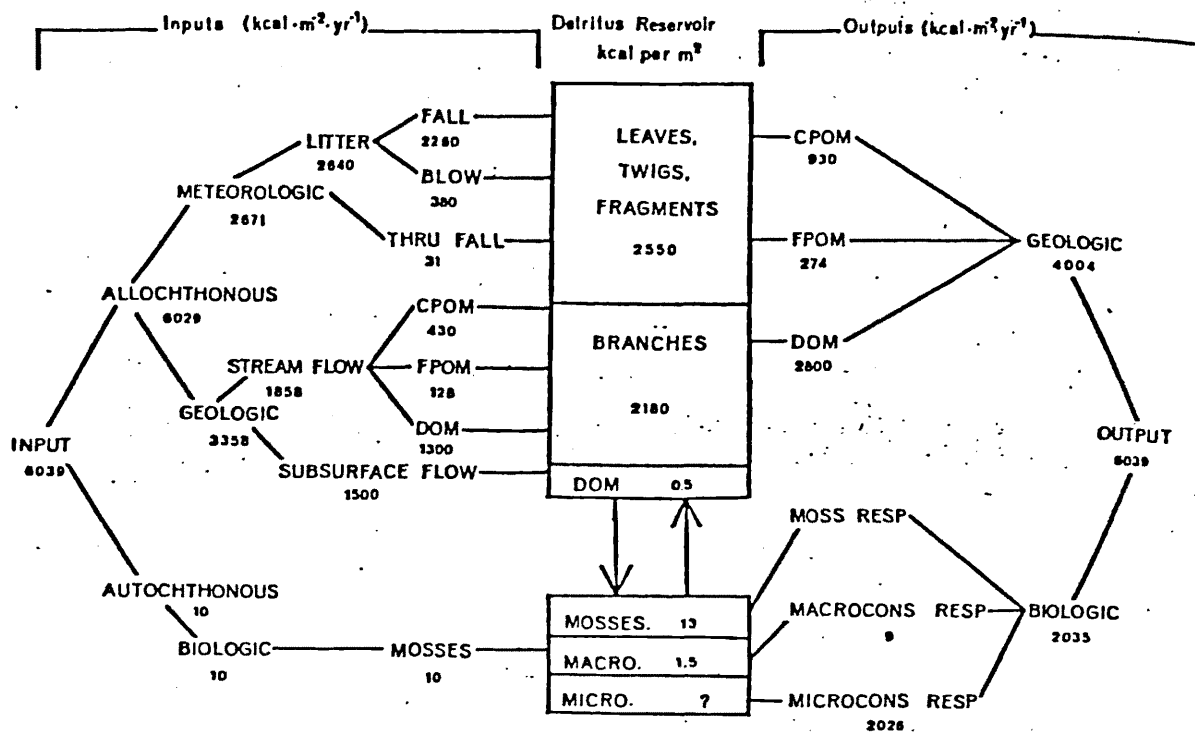 Inputs (kcal·m⁻²·yr⁻¹)
Detritus Reservoir
kcal per m²
Outputs (kcal·m⁻²yr⁻¹)
FALL
2260
LITTER
2640
BLOW
380
METEOROLOGIC
2671
THRU FALL
31
ALLOCHTHONOUS
6029
CPOM
430
STREAM FLOW
1858
FPOM
128
GEOLOGIC
3358
DOM
1300
INPUT
6039
SUBSURFACE FLOW
1500
AUTOCHTHONOUS
10
BIOLOGIC
10
MOSSES
10
LEAVES,
TWIGS,
FRAGMENTS
2550
BRANCHES
2180
DOM 0.5
MOSSES. 13
MACRO. 1.5
MICRO. ?
CPOM
930
FPOM
274
GEOLOGIC
4004
DOM
2800
OUTPUT
6039
MOSS RESP
MACROCONS RESP
9
BIOLOGIC
2035
MICROCONS RESP
2026